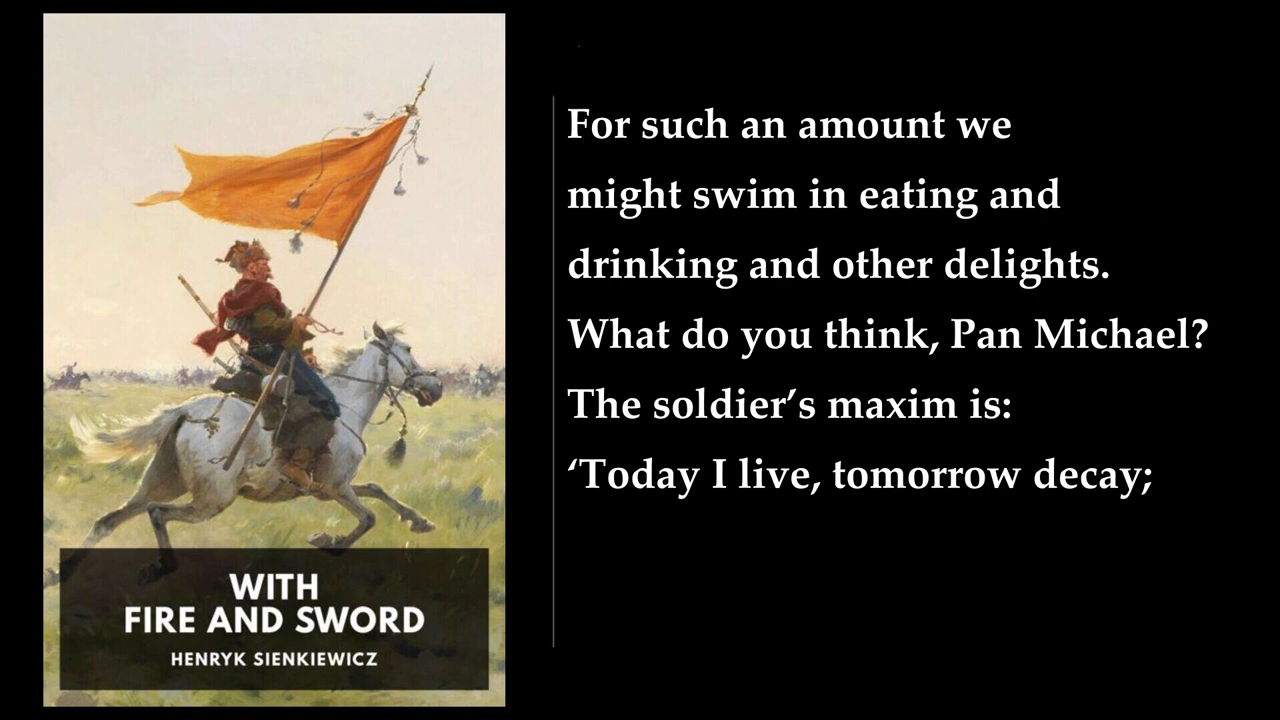 WITH
FIRE AND SWORD
HENRYK SIENKIEWICZ
For such an amount we
might swim in eating and
drinking and other delights.
What do you think, Pan Michael?
The soldier’s maxim is:
‘Today I live, tomorrow decay;